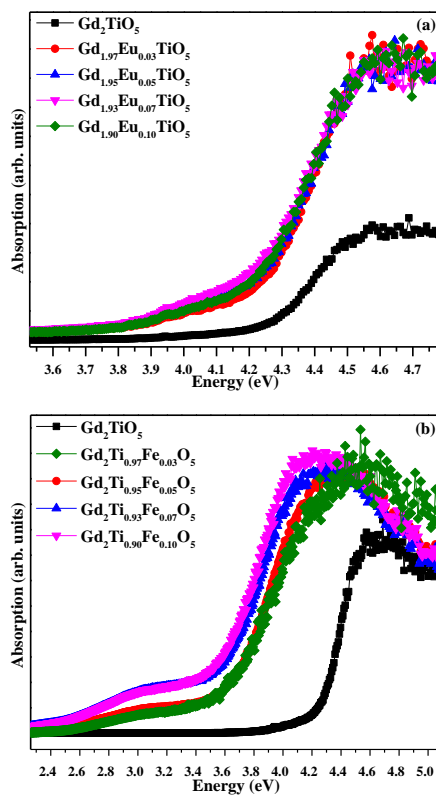 (a)
Gd₂TiO₅
Gd₁.₉₇Eu₀.₀₃TiO₅
Gd₁.₉₅Eu₀.₀₅TiO₅
Gd₁.₉₃Eu₀.₀₇TiO₅
Gd₁.₉₀Eu₀.₁₀TiO₅
Absorption (arb. units)
3.6 3.7 3.8 3.9 4.0 4.1 4.2 4.3 4.4 4.5 4.6 4.7
Energy (eV)
(b)
Gd₂TiO₅
Gd₂Ti₀.₉₇Fe₀.₀₃O₅
Gd₂Ti₀.₉₅Fe₀.₀₅O₅
Gd₂Ti₀.₉₃Fe₀.₀₇O₅
Gd₂Ti₀.₉₀Fe₀.₁₀O₅
Absorption (arb. units)
2.4 2.6 2.8 3.0 3.2 3.4 3.6 3.8 4.0 4.2 4.4 4.6 4.8 5.0
Energy (eV)